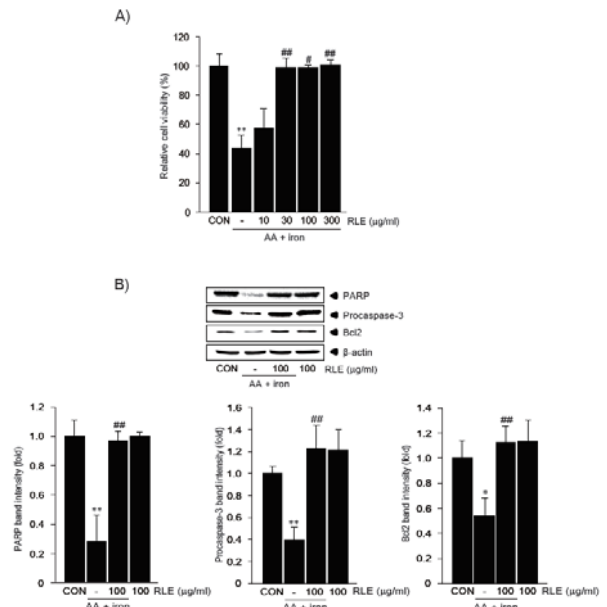 A)
Relative cell viability (%)
120
100
80
60
40
20
0
**
##
#
##
CON - 10 30 100 300 RLE (μg/ml)
AA + iron
B)
PARP
Procaspase-3
Bcl2
β-actin
CON - 100 100 RLE (μg/ml)
AA + iron
PARP band intensity (fold)
1.2
1.0
0.8
0.6
0.4
0.2
0
**
##
CON - 100 100 RLE (μg/ml)
AA + iron
Procaspase-3 band intensity (fold)
1.6
1.4
1.2
1.0
0.8
0.6
0.4
0.2
0
**
##
CON - 100 100 RLE (μg/ml)
AA + iron
Bcl2 band intensity (fold)
1.4
1.2
1.0
0.8
0.6
0.4
0.2
0
*
##
CON - 100 100 RLE (μg/ml)
AA + iron